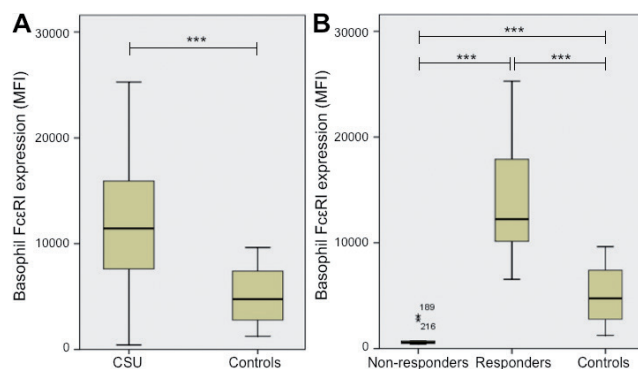 A
Basophil FcεRI expression (MFI)
30000
20000
10000
0
***
CSU
Controls
B
Basophil FcεRI expression (MFI)
30000
20000
10000
0
***
***
***
189
216
Non-responders
Responders
Controls